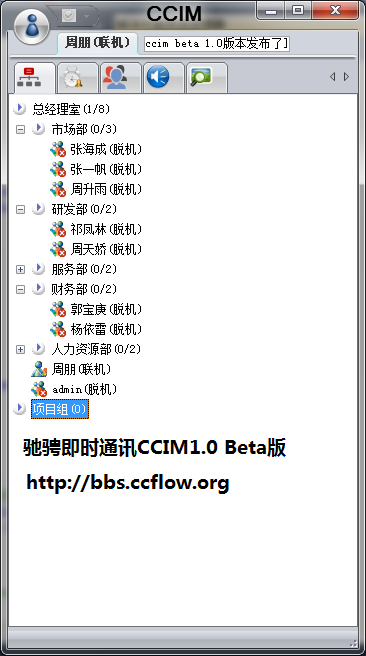 CCIM
周朋(联机)
ccim beta 1.0版本发布了]
总经理室(1/8)
市场部(0/3)
张海成(脱机)
张一帆(脱机)
周升雨(脱机)
研发部(0/2)
祁凤林(脱机)
周天娇(脱机)
服务部(0/2)
财务部(0/2)
郭宝庚(脱机)
杨依雷(脱机)
人力资源部(0/2)
周朋(联机)
admin(脱机)
项目组(0)
驰骋即时通讯CCIM1.0 Beta版
http://bbs.ccflow.org